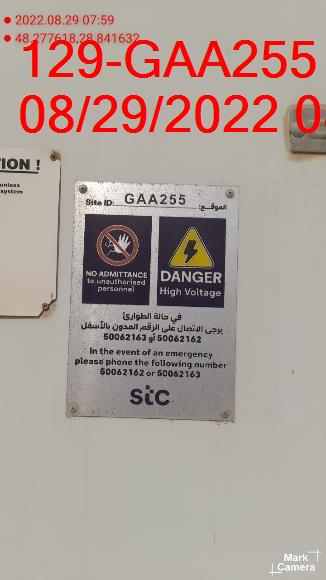 2022.08.29 07:59
48.277618,28.841632
129-GAA255
08/29/2022 0
TION !
unless
system
Site ID: GAA255 الموقع:
NO ADMITTANCE
to unauthorised
personnel
DANGER
High Voltage
في حالة الطوارئ
يرجى الاتصال على الرقم المدون بالأسفل
50062163 أو 50062162
In the event of an emergency
please phone the following number
50062162 or 50062163
stc
Mark
Camera